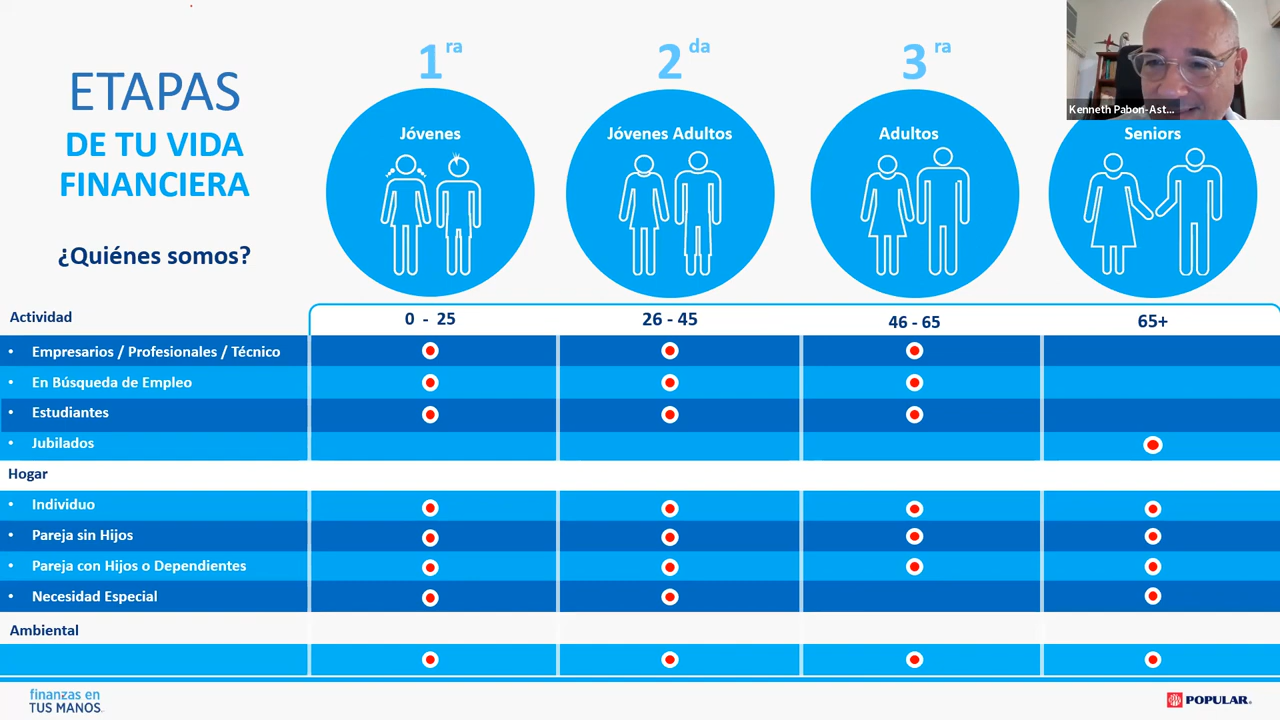 1ra
2da
3ra
ETAPAS
DE TU VIDA
FINANCIERA
¿Quiénes somos?
Kenneth Pabon-Ast...
Jóvenes
Jóvenes Adultos
Adultos
Seniors
Actividad
0 - 25
26 - 45
46 - 65
65+
• Empresarios / Profesionales / Técnico
• En Búsqueda de Empleo
• Estudiantes
• Jubilados
Hogar
• Individuo
• Pareja sin Hijos
• Pareja con Hijos o Dependientes
• Necesidad Especial
Ambiental
finanzas en
TUS MANOS.
POPULAR®